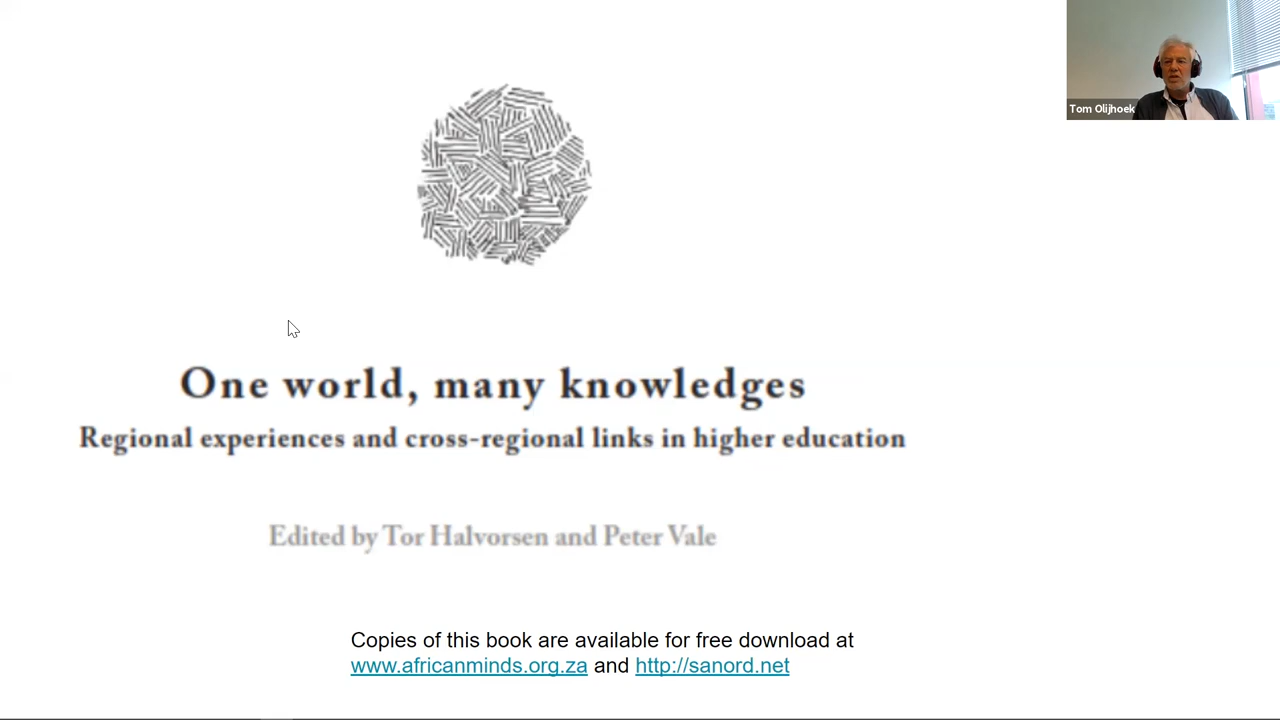 Tom Olijhoek
One world, many knowledges
Regional experiences and cross-regional links in higher education
Edited by Tor Halvorsen and Peter Vale
Copies of this book are available for free download at
www.africanminds.org.za and http://sanord.net